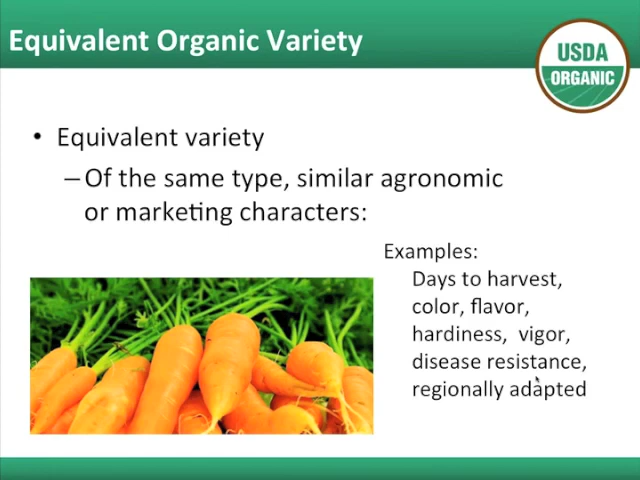 Equivalent Organic Variety
USDA
ORGANIC
• Equivalent variety
– Of the same type, similar agronomic
or marketing characters:
Examples:
Days to harvest,
color, flavor,
hardiness, vigor,
disease resistance,
regionally adapted